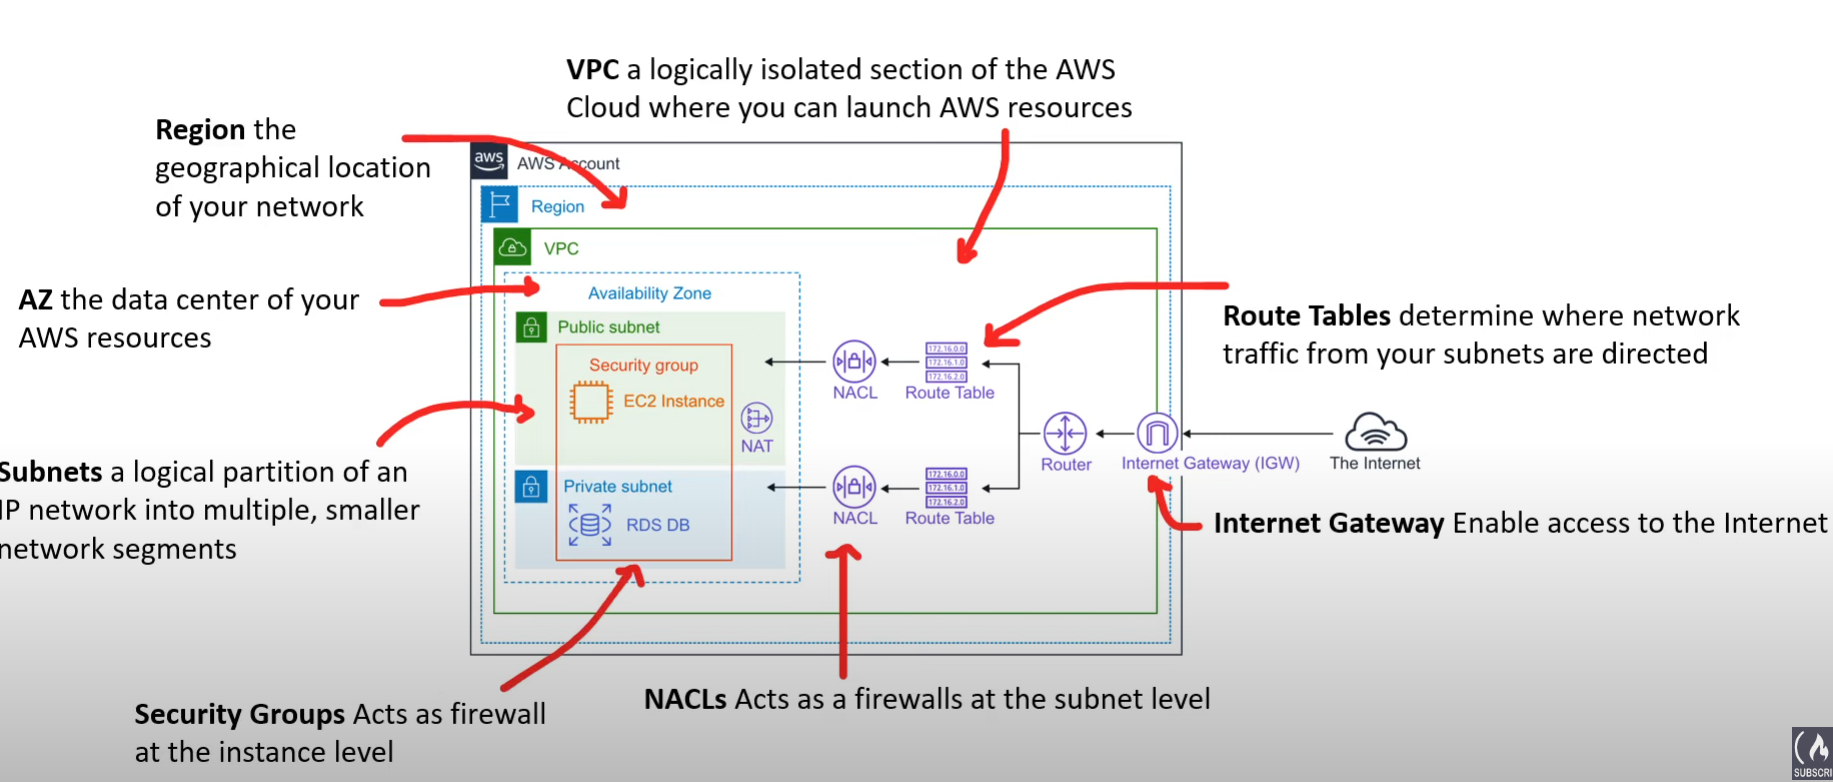 VPC a logically isolated section of the AWS
Cloud where you can launch AWS resources
Region the
geographical location
of your network
aws
AWS Account
Region
VPC
AZ the data center of your
AWS resources
Availability Zone
Public subnet
Security group
EC2 Instance
NAT
NACL
172.16.0.0
172.16.1.0
172.16.2.0
Route Table
Route Tables determine where network
traffic from your subnets are directed
Subnets a logical partition of an
IP network into multiple, smaller
network segments
Private subnet
RDS DB
NACL
172.16.0.0
172.16.1.0
172.16.2.0
Route Table
Router
Internet Gateway (IGW)
The Internet
Internet Gateway Enable access to the Internet
Security Groups Acts as firewall
at the instance level
NACLs Acts as a firewalls at the subnet level
SUBSCRI